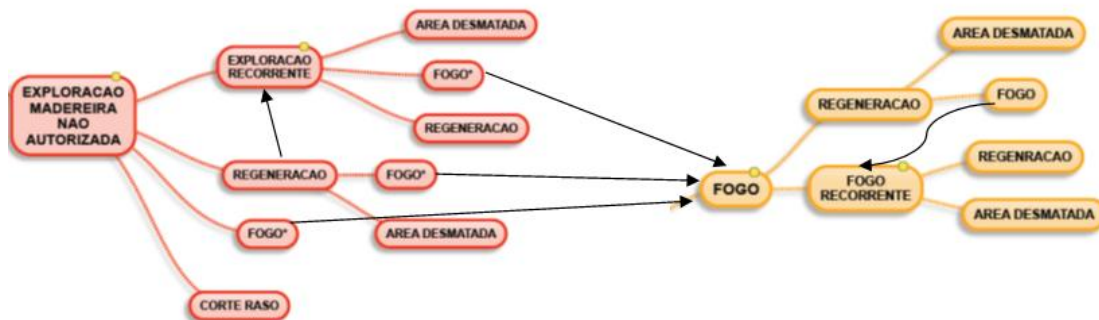 EXPLORACAO
MADEREIRA
NAO
AUTORIZADA
EXPLORACAO
RECORRENTE
AREA DESMATADA
FOGO*
REGENERACAO
REGENERACAO
FOGO*
AREA DESMATADA
FOGO*
CORTE RASO
FOGO
REGENERACAO
AREA DESMATADA
FOGO
FOGO
RECORRENTE
REGENRACAO
AREA DESMATADA